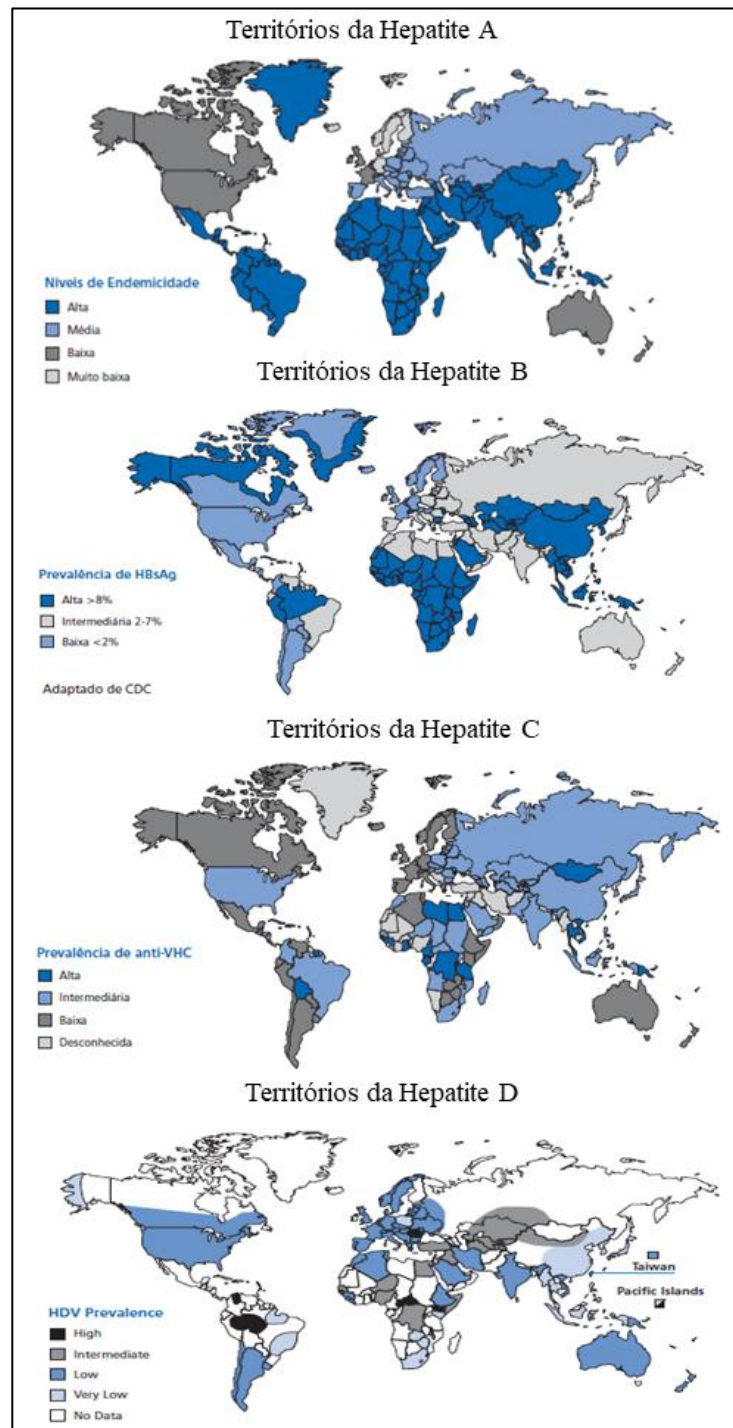 Territórios da Hepatite A
Níveis de Endemicidade
Alta
Média
Baixa
Muito baixa
Territórios da Hepatite B
Prevalência de HBsAg
Alta >8%
Intermediária 2-7%
Baixa <2%
Adaptado de CDC
Territórios da Hepatite C
Prevalência de anti-VHC
Alta
Intermediária
Baixa
Desconhecida
Territórios da Hepatite D
Taiwan
Pacific Islands
HDV Prevalence
High
Intermediate
Low
Very Low
No Data